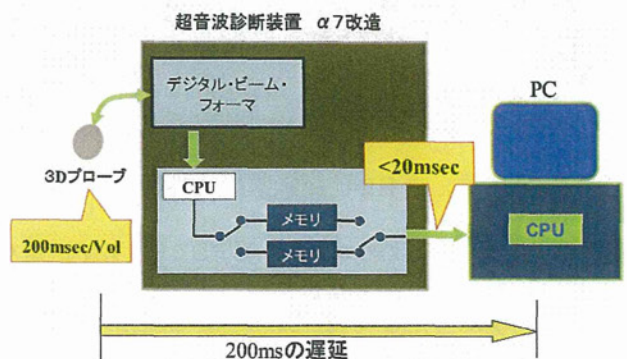 超音波診断装置 α7改造
デジタル・ビーム・
フォーマ
PC
3Dプローブ
CPU
<20msec
メモリ
メモリ
CPU
200msec/Vol
200msの遅延